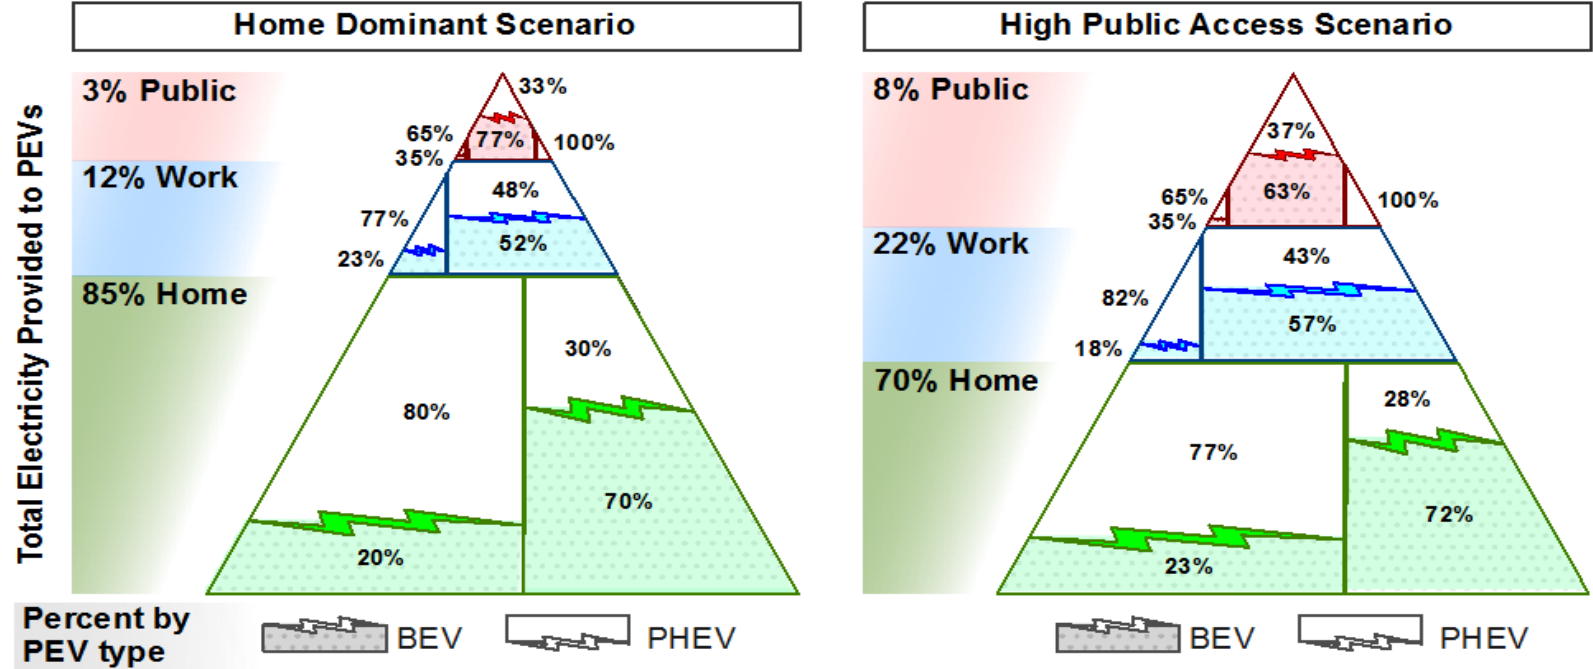 Home Dominant Scenario
High Public Access Scenario
Total Electricity Provided to PEVs
3% Public
33%
65%
77%
100%
35%
12% Work
48%
77%
52%
23%
85% Home
30%
80%
70%
20%
8% Public
37%
65%
63%
100%
35%
22% Work
43%
82%
57%
18%
70% Home
28%
77%
72%
23%
Percent by
PEV type
BEV
PHEV
BEV
PHEV